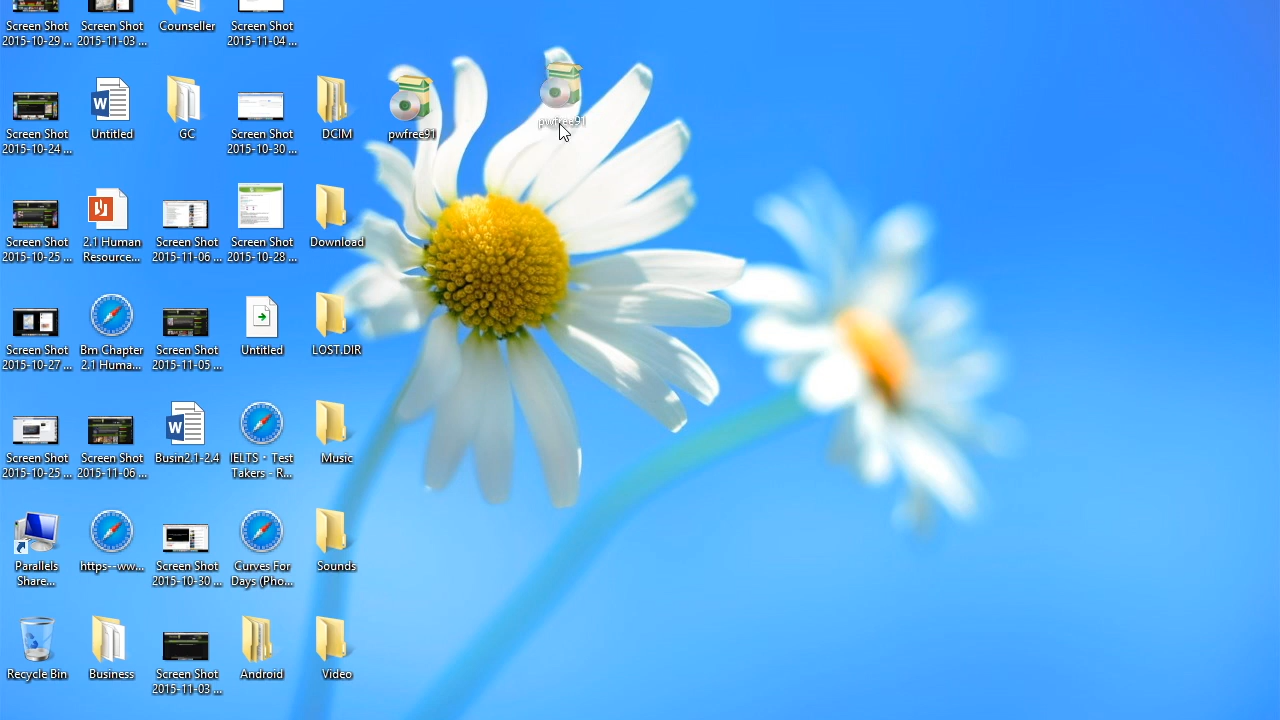 Screen Shot
2015-10-29 ...
Screen Shot
2015-11-03 ...
Counseller
Screen Shot
2015-11-04 ...
Screen Shot
2015-10-24 ...
Untitled
GC
Screen Shot
2015-10-30 ...
DCIM
pwfree91
pwfree91
Screen Shot
2015-10-25 ...
2.1 Human
Resource...
Screen Shot
2015-11-06 ...
Screen Shot
2015-10-28 ...
Download
Screen Shot
2015-10-27 ...
Bm Chapter
2.1 Huma...
Screen Shot
2015-11-05 ...
Untitled
LOST.DIR
Screen Shot
2015-10-25 ...
Screen Shot
2015-11-06 ...
Busin2.1-2.4
IELTS · Test
Takers - R...
Music
Parallels
Share...
https--ww...
Screen Shot
2015-10-30 ...
Curves For
Days (Pho...
Sounds
Recycle Bin
Business
Screen Shot
2015-11-03 ...
Android
Video